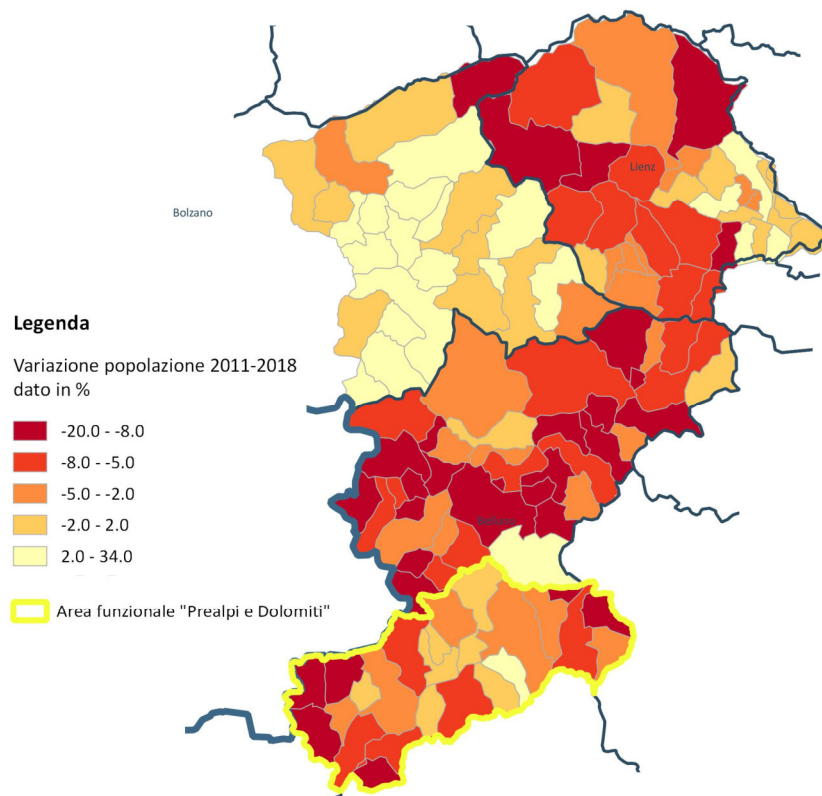 Lienz
Bolzano
Legenda
Variazione popolazione 2011-2018
dato in %
-20.0 - -8.0
-8.0 - -5.0
-5.0 - -2.0
-2.0 - 2.0
2.0 - 34.0
Area funzionale "Prealpi e Dolomiti"